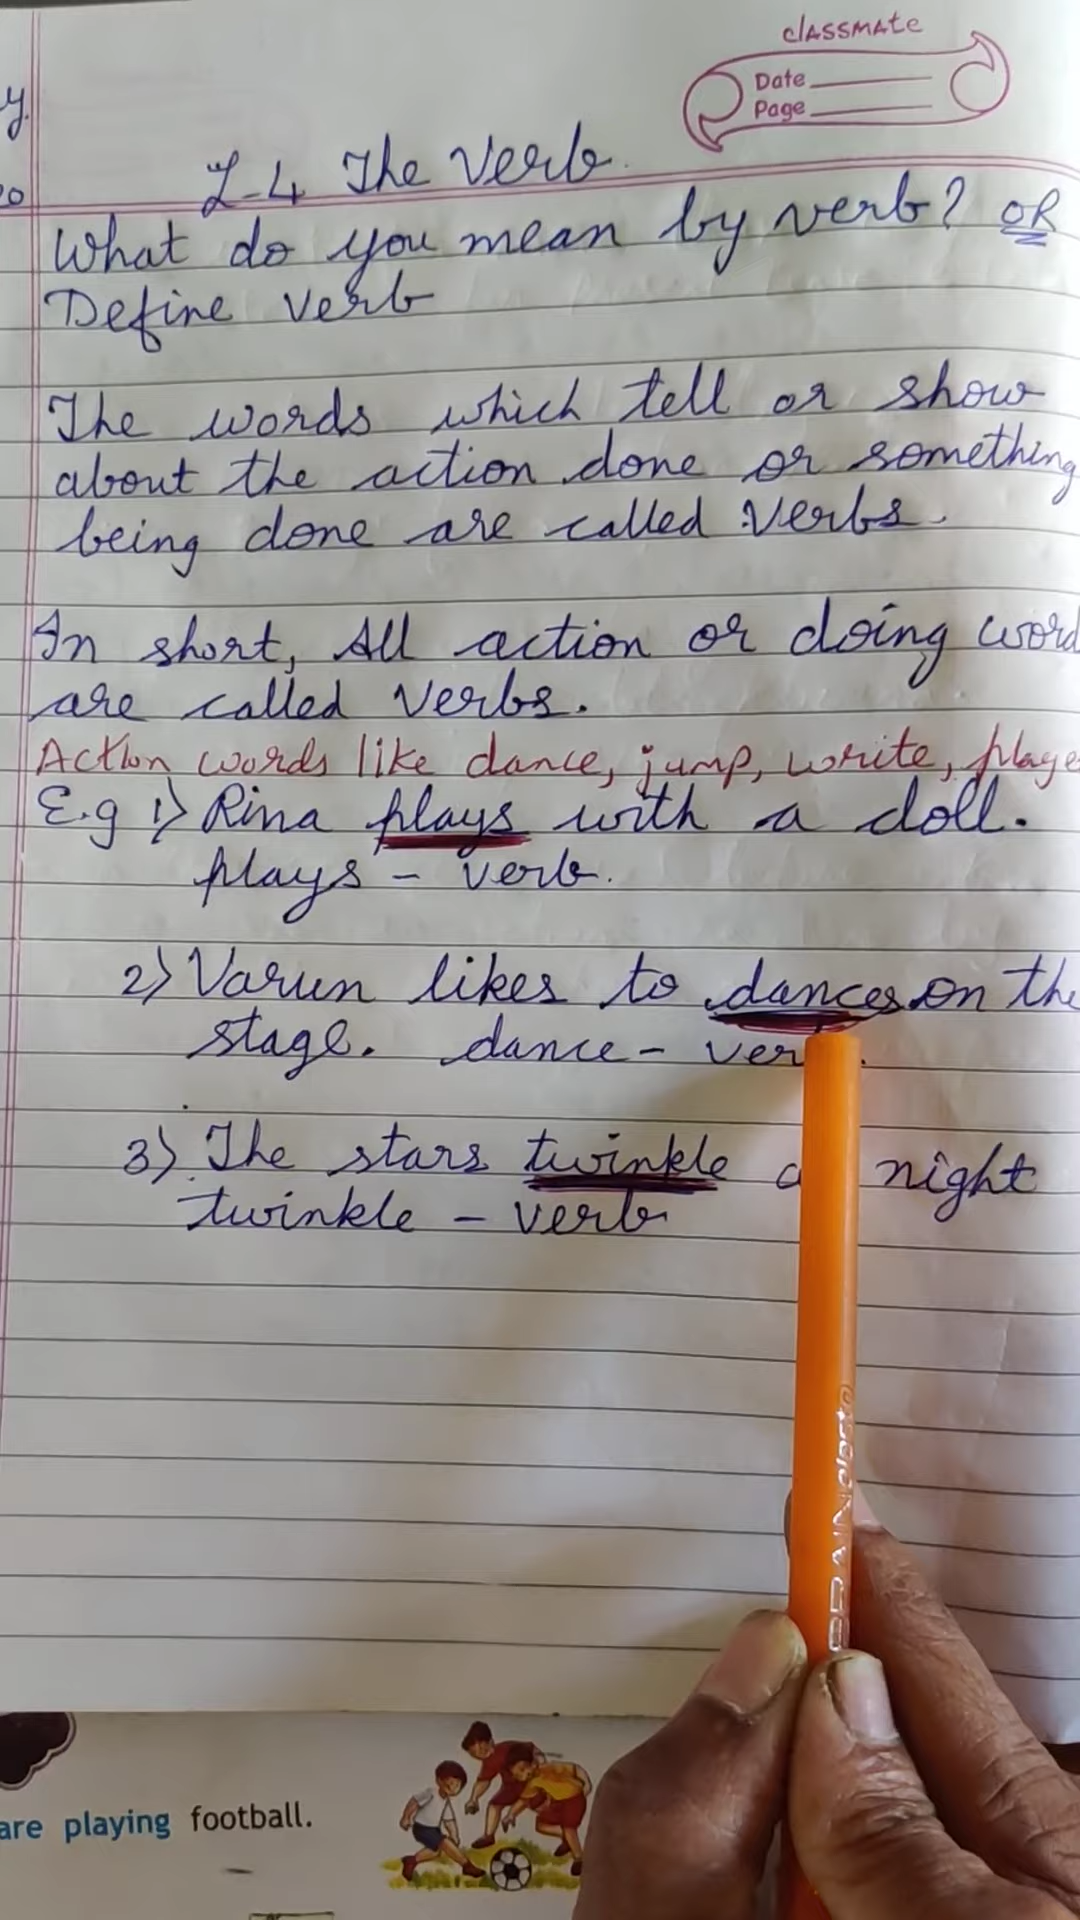 classmate
Date
Page
y.
L-4 The Verb.
What do you mean by verb? OR
Define verb
The words which tell or show
about the action done or something
being done are called Verbs.
In short, All action or doing word
are called Verbs.
Action words like dance, jump, write, playe
E.g 1) Rina plays with a doll.
plays - verb.
2) Varun likes to dances on the
stage. dance - ver
3) The stars twinkle a night
twinkle - verb
are playing football.